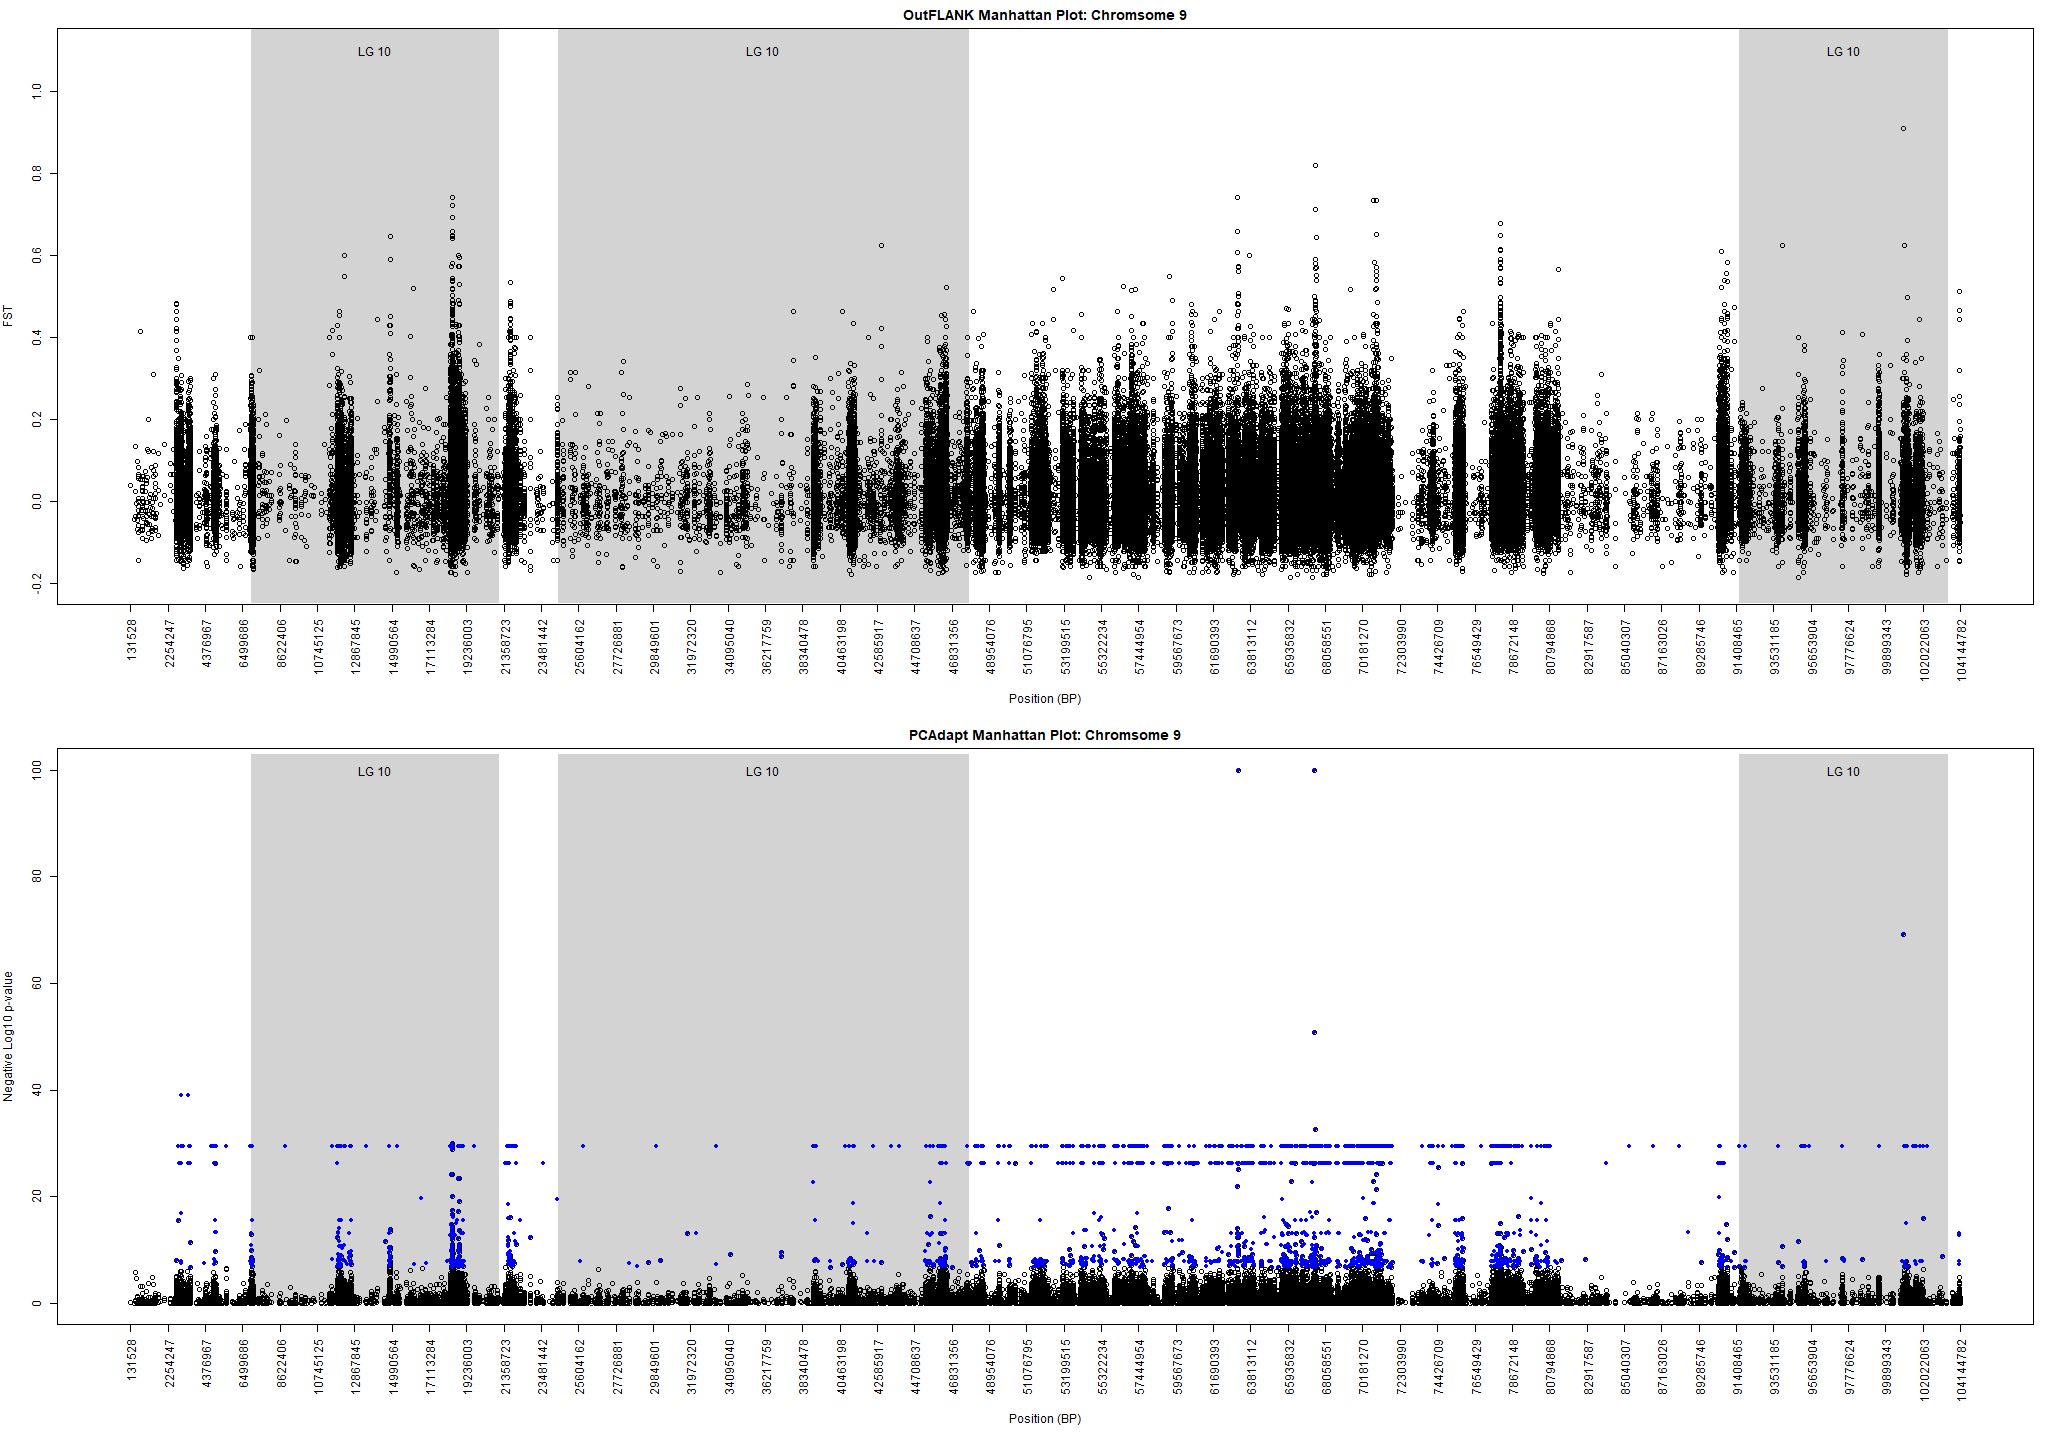 OutFLANK Manhattan Plot: Chromsome 9
LG 10 LG 10 LG 10
1.0
0.8
0.6
FST
0.4
0.2
0.0
-0.2
131528 2254247 4376967 6499686 8622406 10745125 12867845 14990564 17113284 19236003 21358723 23481442 25604162 27726881 29849601 31972320 34095040 36217759 38340478 40463198 42585917 44708637 46831356 48954076 51076795 53199515 55322234 57444954 59567673 61690393 63813112 65935832 68058551 70181270 72303990 74426709 76549429 78672148 80794868 82917587 85040307 87163026 89285746 91408465 93531185 95653904 97776624 99899343 102022063 104144782
Position (BP)
PCAdapt Manhattan Plot: Chromsome 9
LG 10 LG 10 LG 10
100
80
60
Negative Log10 p-value
40
20
0
131528 2254247 4376967 6499686 8622406 10745125 12867845 14990564 17113284 19236003 21358723 23481442 25604162 27726881 29849601 31972320 34095040 36217759 38340478 40463198 42585917 44708637 46831356 48954076 51076795 53199515 55322234 57444954 59567673 61690393 63813112 65935832 68058551 70181270 72303990 74426709 76549429 78672148 80794868 82917587 85040307 87163026 89285746 91408465 93531185 95653904 97776624 99899343 102022063 104144782
Position (BP)